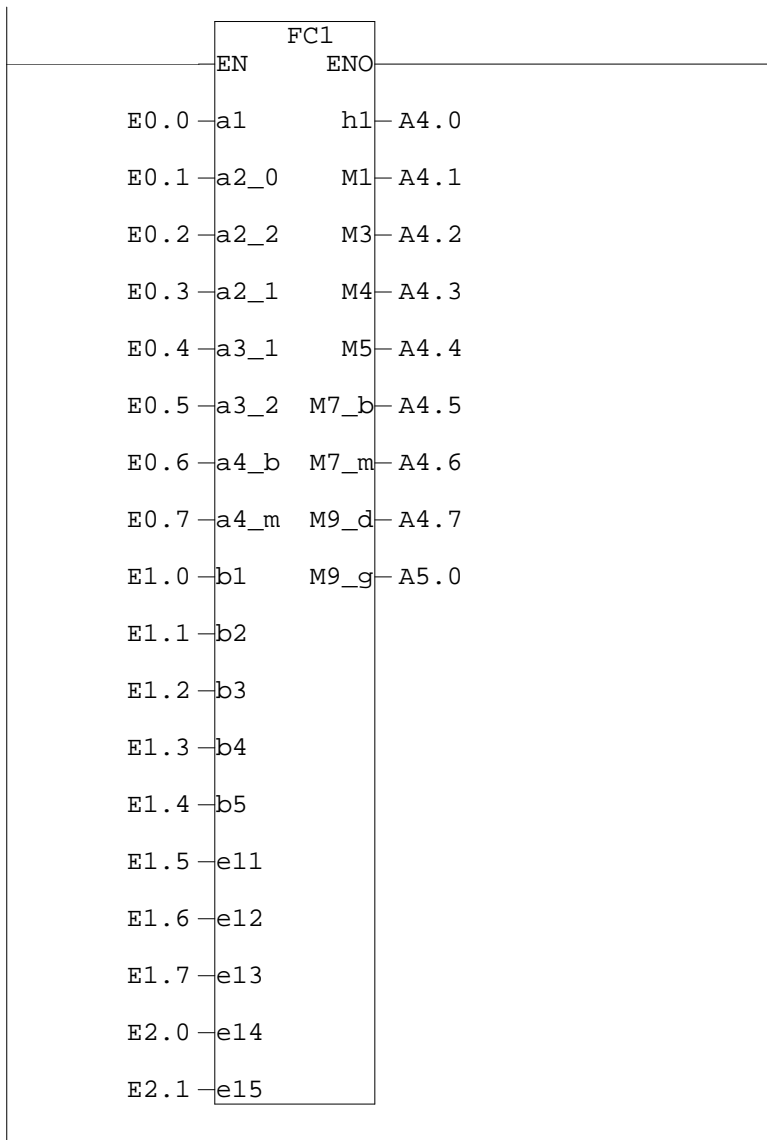 FC1
EN ENO
E0.0 a1 h1 A4.0
E0.1 a2_0 M1 A4.1
E0.2 a2_2 M3 A4.2
E0.3 a2_1 M4 A4.3
E0.4 a3_1 M5 A4.4
E0.5 a3_2 M7_b A4.5
E0.6 a4_b M7_m A4.6
E0.7 a4_m M9_d A4.7
E1.0 b1 M9_g A5.0
E1.1 b2
E1.2 b3
E1.3 b4
E1.4 b5
E1.5 e11
E1.6 e12
E1.7 e13
E2.0 e14
E2.1 e15